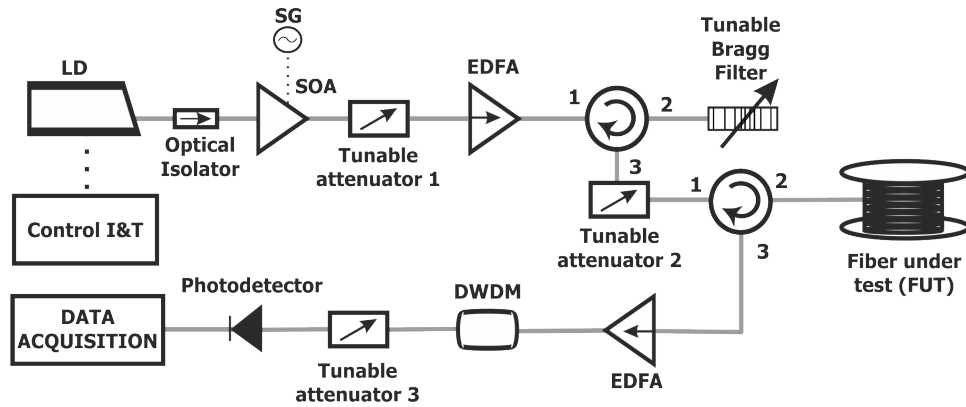 SG
LD
SOA
EDFA
Tunable
Bragg
Filter
1
2
3
Optical
Isolator
Tunable
attenuator 1
Control I&T
1
2
3
Tunable
attenuator 2
Fiber under
test (FUT)
Photodetector
DWDM
DATA
ACQUISITION
Tunable
attenuator 3
EDFA